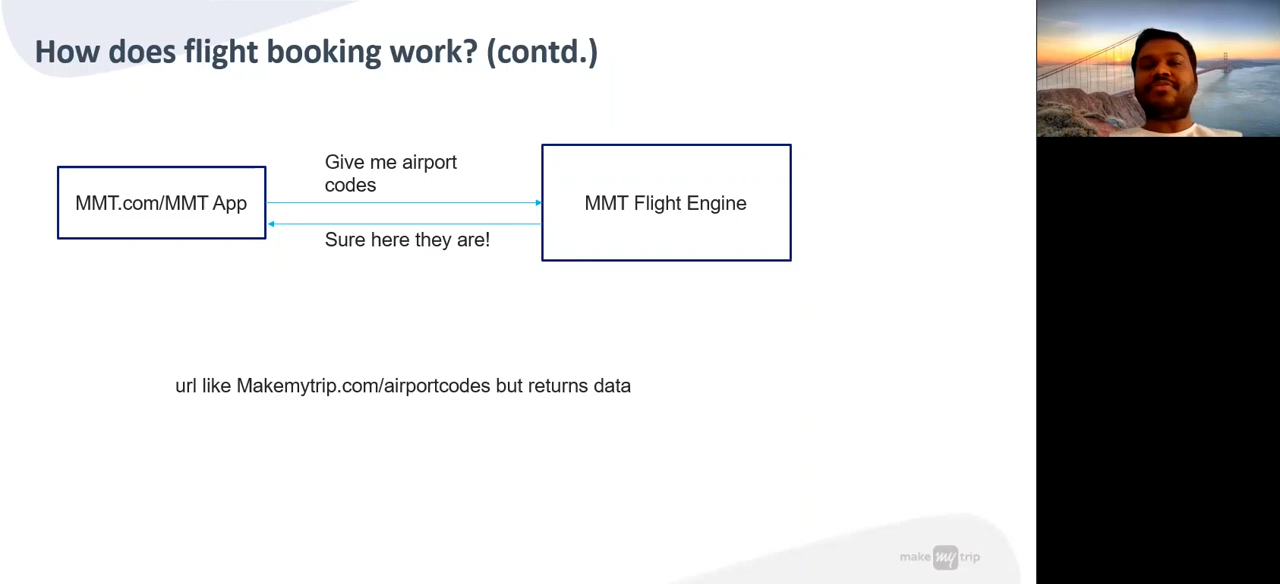 How does flight booking work? (contd.)
Give me airport
codes
MMT.com/MMT App
MMT Flight Engine
Sure here they are!
url like Makemytrip.com/airportcodes but returns data
make my trip